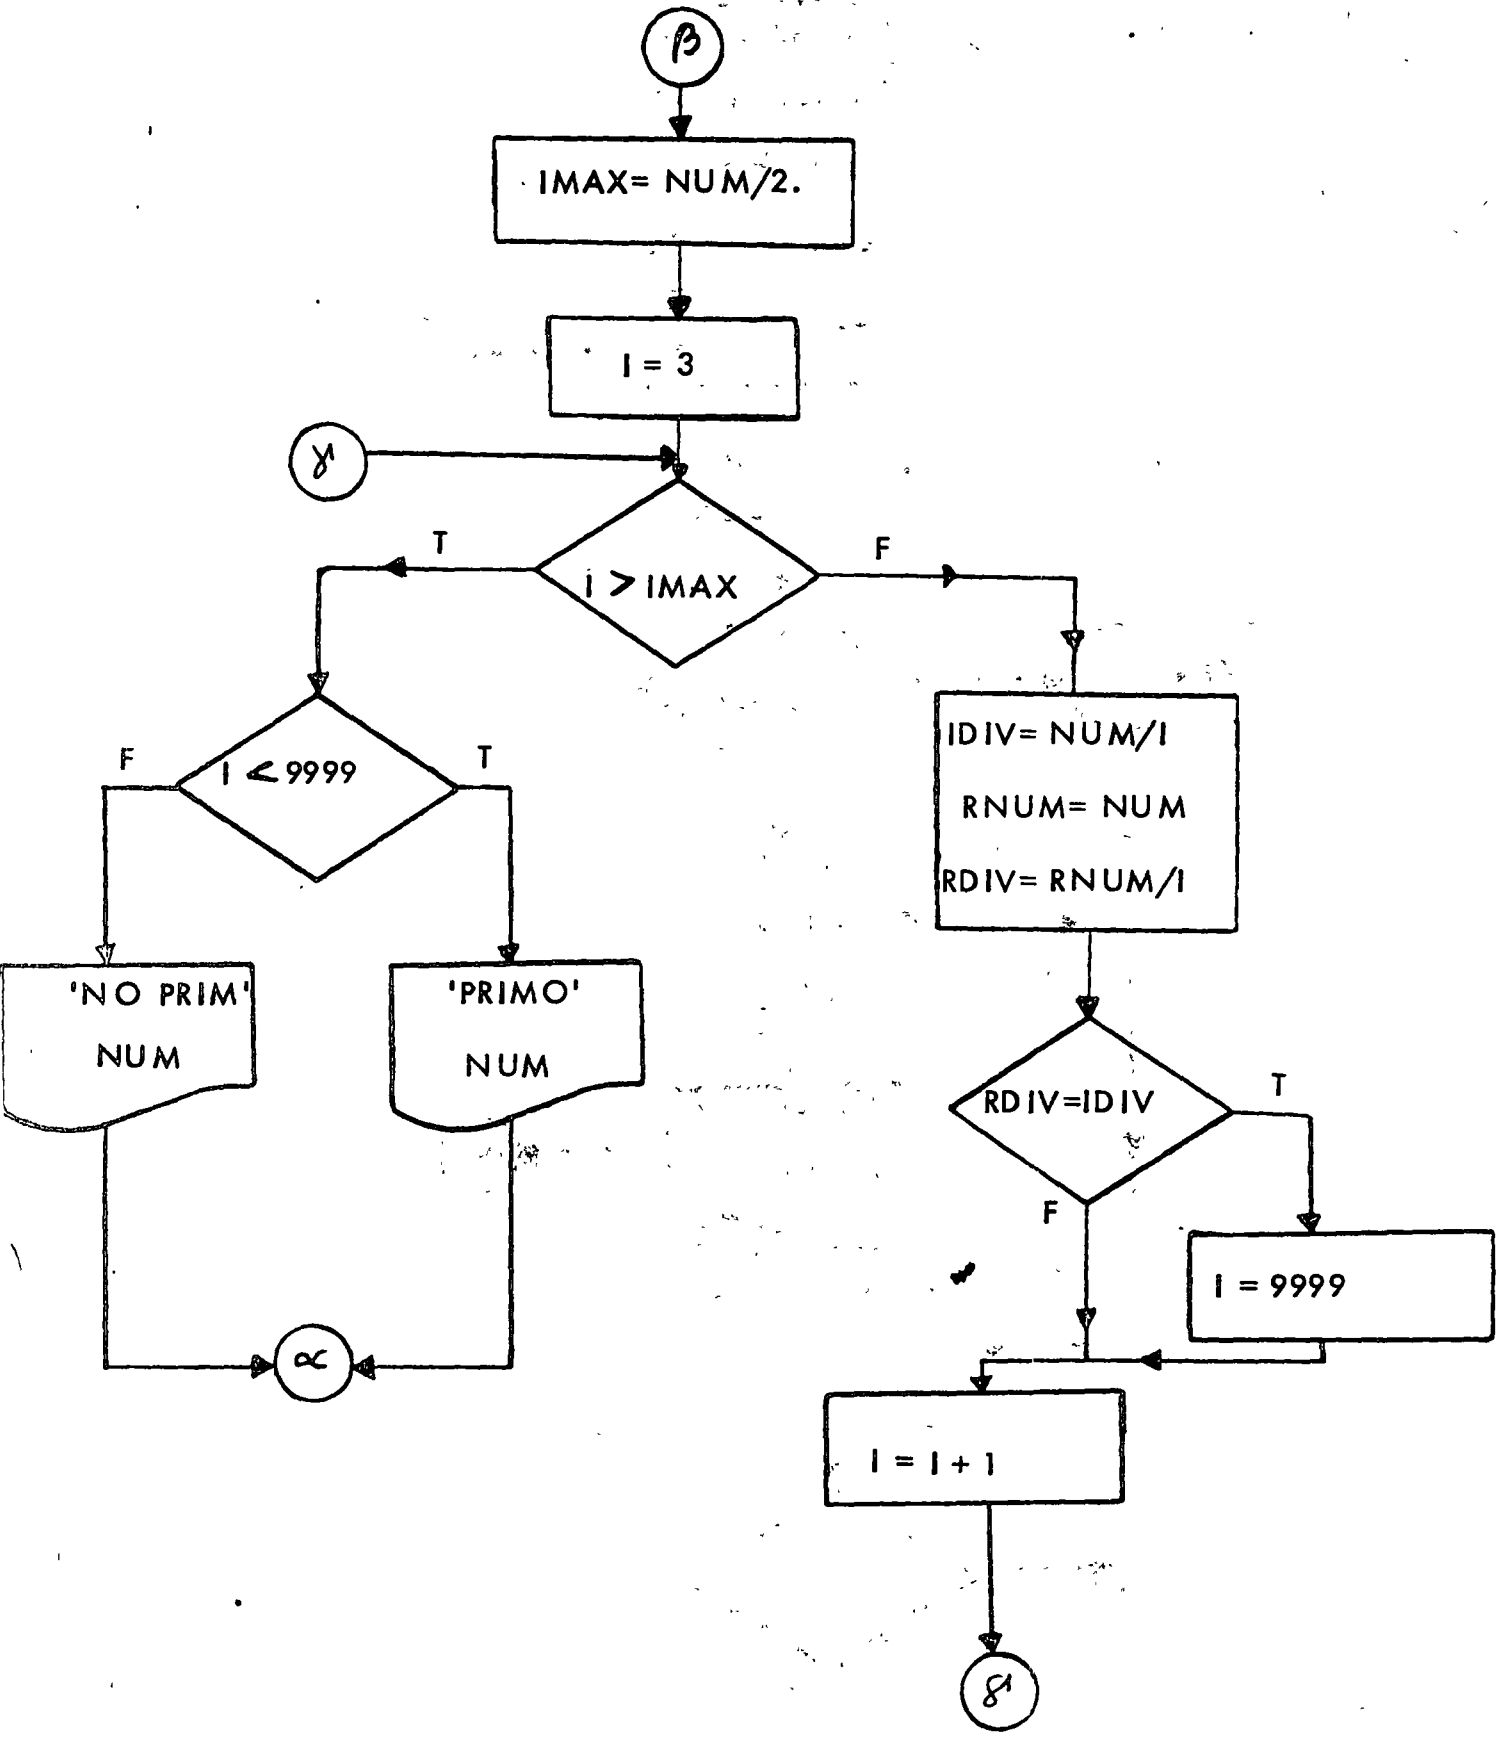 β
IMAX= NUM/2.
I = 3
γ
T
F
i > IMAX
F
I < 9999
T
IDIV= NUM/I
RNUM= NUM
RDIV= RNUM/I
'NO PRIM'
NUM
'PRIMO'
NUM
RDIV=IDIV
T
F
I = 9999
∝
I = I + 1